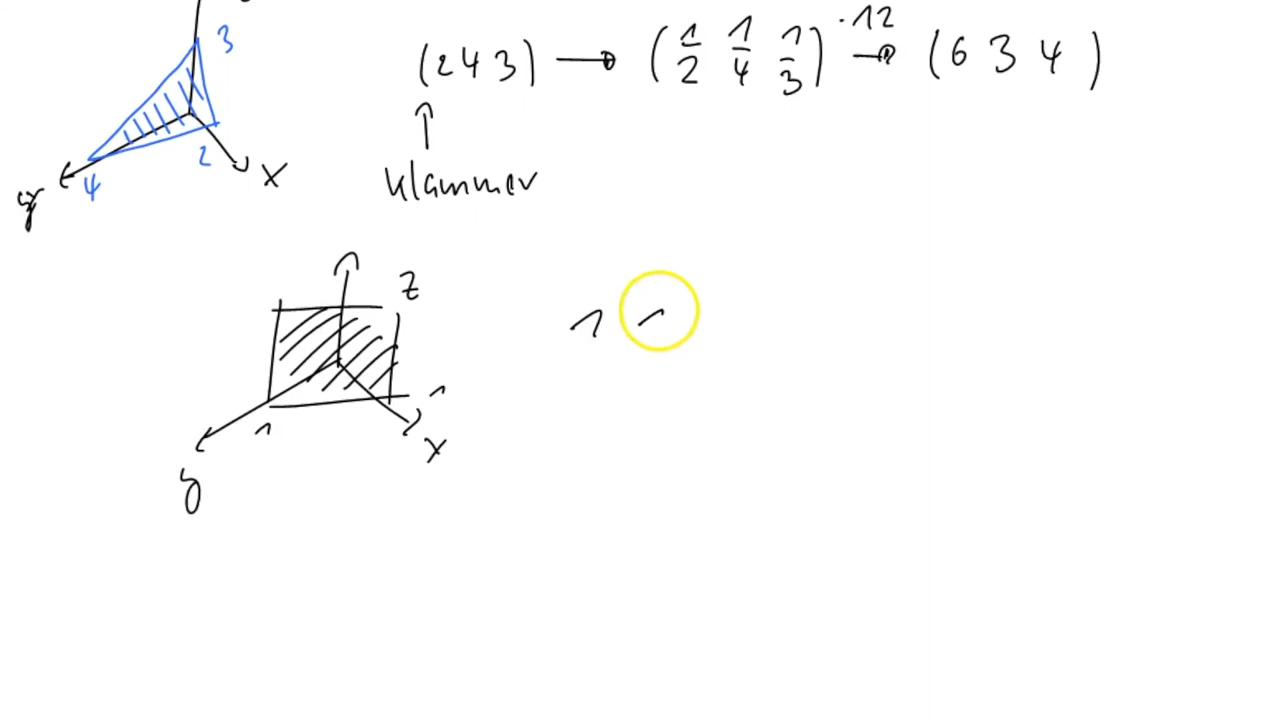 3
(2 4 3) → (1/2 1/4 1/3) ·12 → (6 3 4)
2
x
4
y
↑
klammer
z
1 1
1
1
x
y